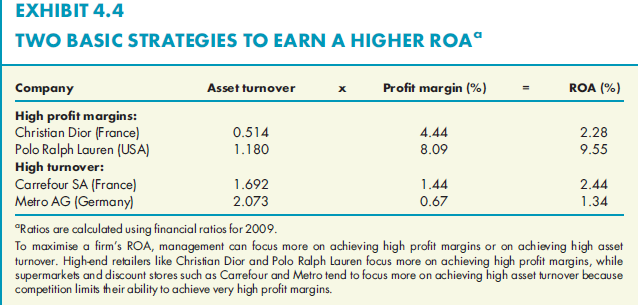 EXHIBIT 4.4
TWO BASIC STRATEGIES TO EARN A HIGHER ROAᵃ
Company Asset turnover x Profit margin (%) = ROA (%)
High profit margins:
Christian Dior (France) 0.514 4.44 2.28
Polo Ralph Lauren (USA) 1.180 8.09 9.55
High turnover:
Carrefour SA (France) 1.692 1.44 2.44
Metro AG (Germany) 2.073 0.67 1.34
ᵃRatios are calculated using financial ratios for 2009.
To maximise a firm's ROA, management can focus more on achieving high profit margins or on achieving high asset
turnover. High-end retailers like Christian Dior and Polo Ralph Lauren focus more on achieving high profit margins, while
supermarkets and discount stores such as Carrefour and Metro tend to focus more on achieving high asset turnover because
competition limits their ability to achieve very high profit margins.